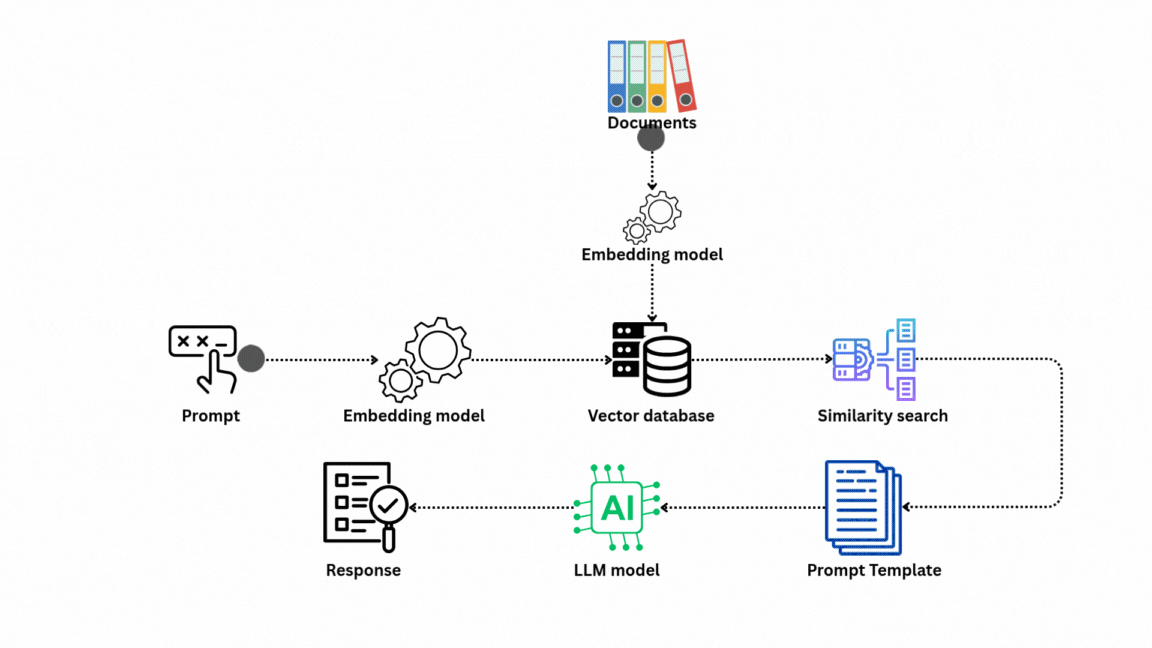 Documents
Embedding model
× × _
Prompt
Embedding model
Vector database
Similarity search
AI
Response
LLM model
Prompt Template